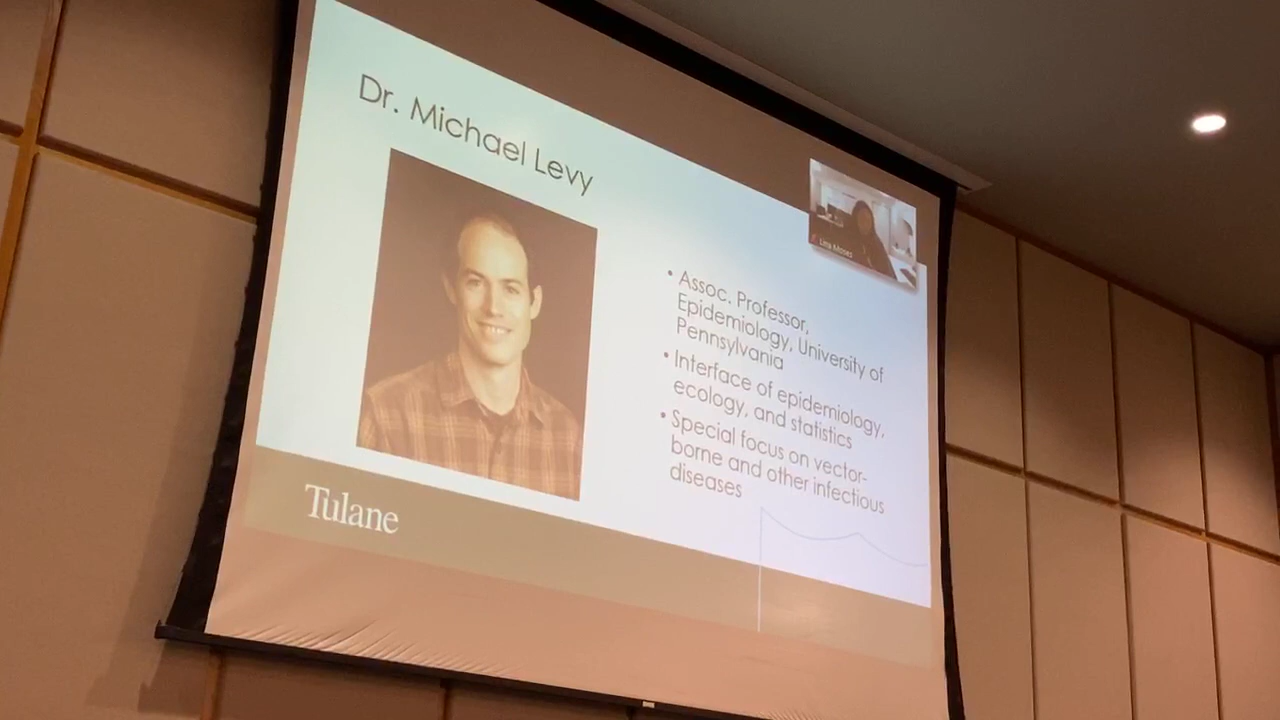 Dr. Michael Levy
• Assoc. Professor,
Epidemiology, University of
Pennsylvania
• Interface of epidemiology,
ecology, and statistics
• Special focus on vector-
borne and other infectious
diseases
Tulane